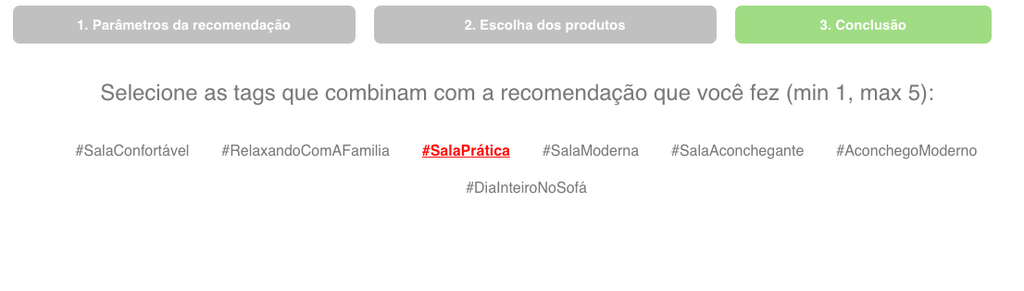 1. Parâmetros da recomendação 2. Escolha dos produtos 3. Conclusão
Selecione as tags que combinam com a recomendação que você fez (min 1, max 5):
#SalaConfortável #RelaxandoComAFamilia #SalaPrática #SalaModerna #SalaAconchegante #AconchegoModerno
#DiaInteiroNoSofá